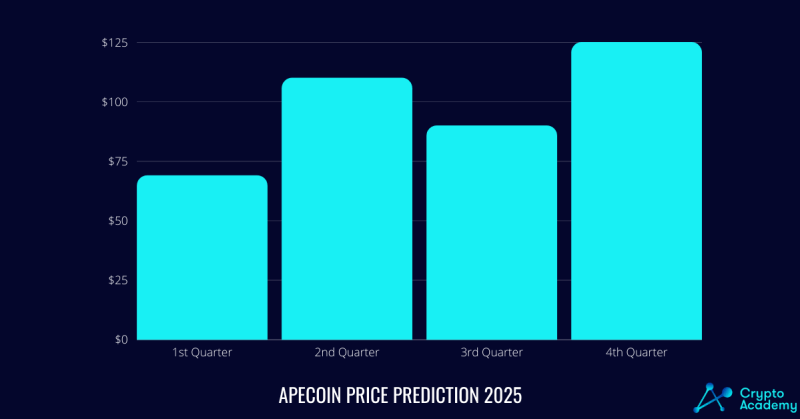 $125
$100
$75
$50
$25
$0
1st Quarter
2nd Quarter
3rd Quarter
4th Quarter
APECOIN PRICE PREDICTION 2025
Crypto
Academy